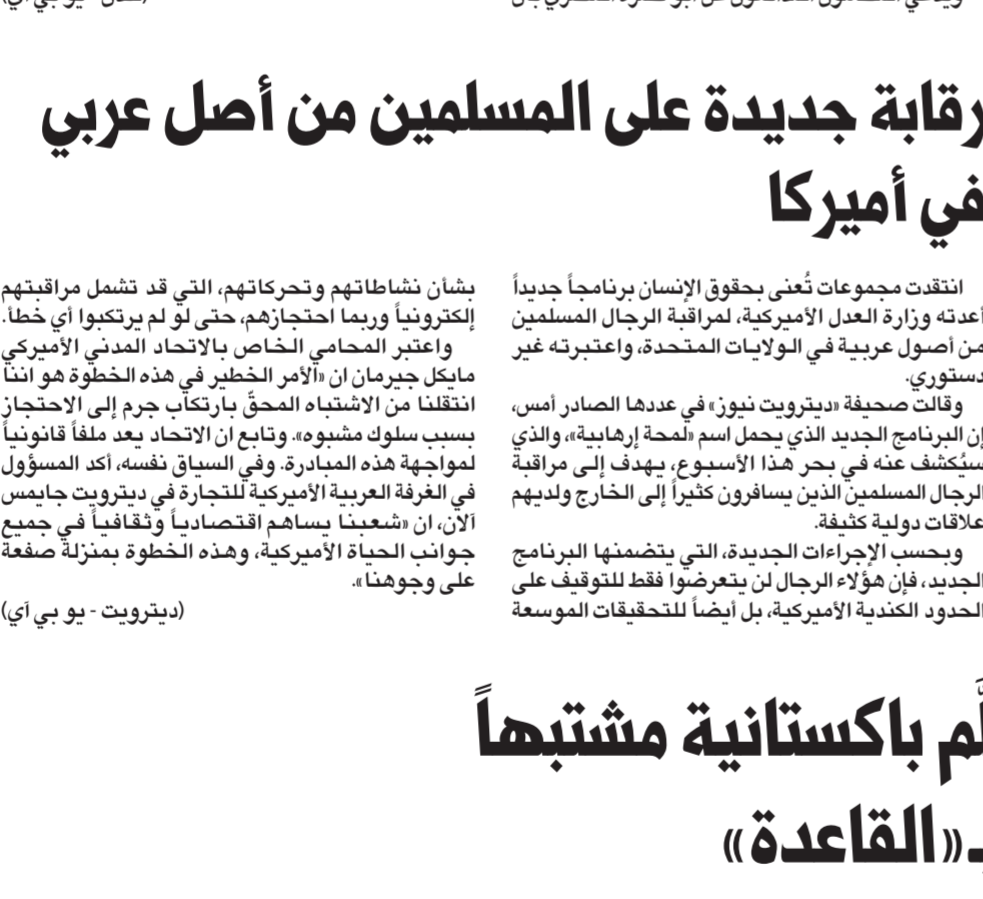 رقابة جديدة على المسلمين من أصل عربي
في أميركا
انتقدت مجموعات تُعنى بحقوق الإنسان برنامجاً جديداً
أعدته وزارة العدل الأميركية، لمراقبة الرجال المسلمين
من أصول عربية في الولايات المتحدة، واعتبرته غير
دستوري.
وقالت صحيفة «ديترويت نيوز» في عددها الصادر أمس،
إن البرنامج الجديد الذي يحمل اسم «لمحة إرهابية»، والذي
سيُكشف عنه في بحر هذا الأسبوع، يهدف إلى مراقبة
الرجال المسلمين الذين يسافرون كثيراً إلى الخارج ولديهم
علاقات دولية كثيفة.
وبحسب الإجراءات الجديدة، التي يتضمنها البرنامج
الجديد، فإن هؤلاء الرجال لن يتعرضوا فقط للتوقيف على
الحدود الكندية الأميركية، بل أيضاً للتحقيقات الموسعة
بشأن نشاطاتهم وتحركاتهم، التي قد تشمل مراقبتهم
إلكترونياً وربما احتجازهم، حتى لو لم يرتكبوا أي خطأ.
واعتبر المحامي الخاص بالاتحاد المدني الأميركي
مايكل جيرمان ان «الأمر الخطير في هذه الخطوة هو اننا
انتقلنا من الاشتباه المحقّ بارتكاب جرم إلى الاحتجاز
بسبب سلوك مشبوه». وتابع ان الاتحاد يعد ملفاً قانونياً
لمواجهة هذه المبادرة. وفي السياق نفسه، أكد المسؤول
في الغرفة العربية الأميركية للتجارة في ديترويت جايمس
آلان، ان «شعبنا يساهم اقتصادياً وثقافياً في جميع
جوانب الحياة الأميركية، وهذه الخطوة بمنزلة صفعة
على وجوهنا».
(ديترويت - يو بي آي)
باكستانية مشتبهاً
بـ«القاعدة»